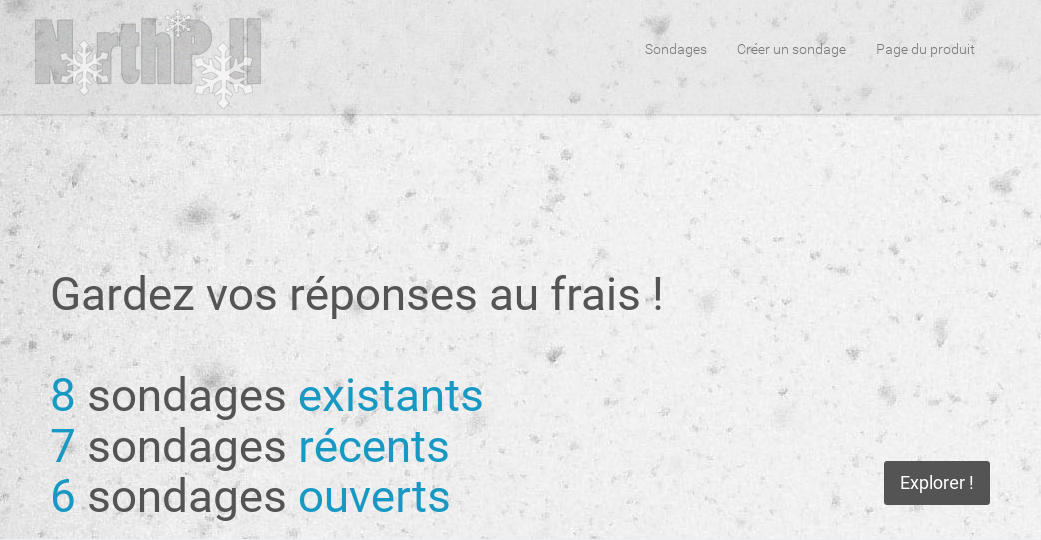 NorthPoll
Sondages
Créer un sondage
Page du produit
Gardez vos réponses au frais !
8 sondages existants
7 sondages récents
6 sondages ouverts
Explorer !